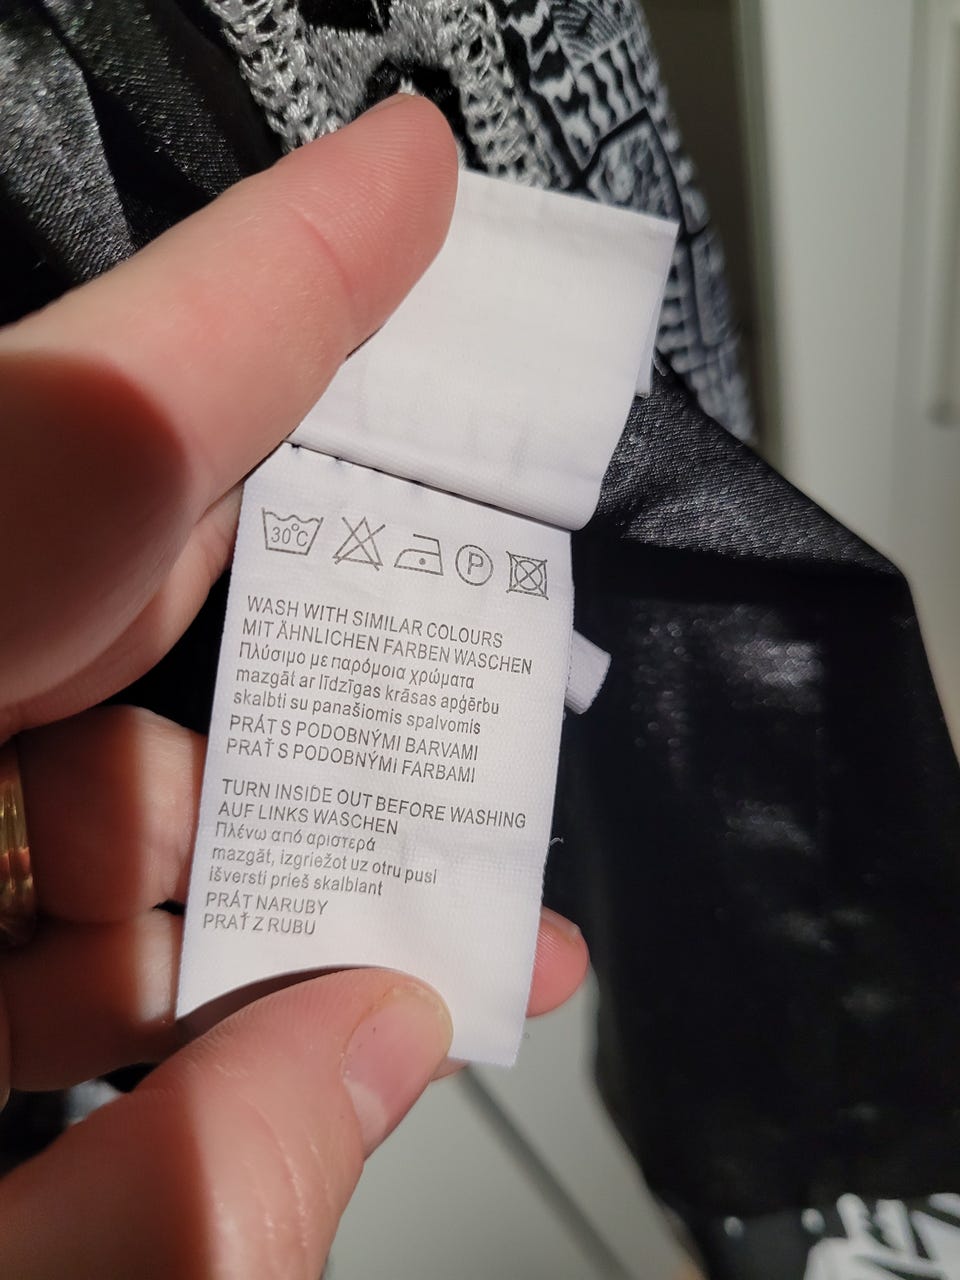 30°C P
WASH WITH SIMILAR COLOURS
MIT ÄHNLICHEN FARBEN WASCHEN
Πλύσιμο με παρόμοια χρώματα
mazgāt ar līdzīgas krāsas apģērbu
skalbti su panašiomis spalvomis
PRÁT S PODOBNÝMI BARVAMI
PRAŤ S PODOBNÝMI FARBAMI
TURN INSIDE OUT BEFORE WASHING
AUF LINKS WASCHEN
Πλένω από αριστερά
mazgāt, izgriežot uz otru pusi
išversti prieš skalbiant
PRÁT NARUBY
PRAŤ Z RUBU